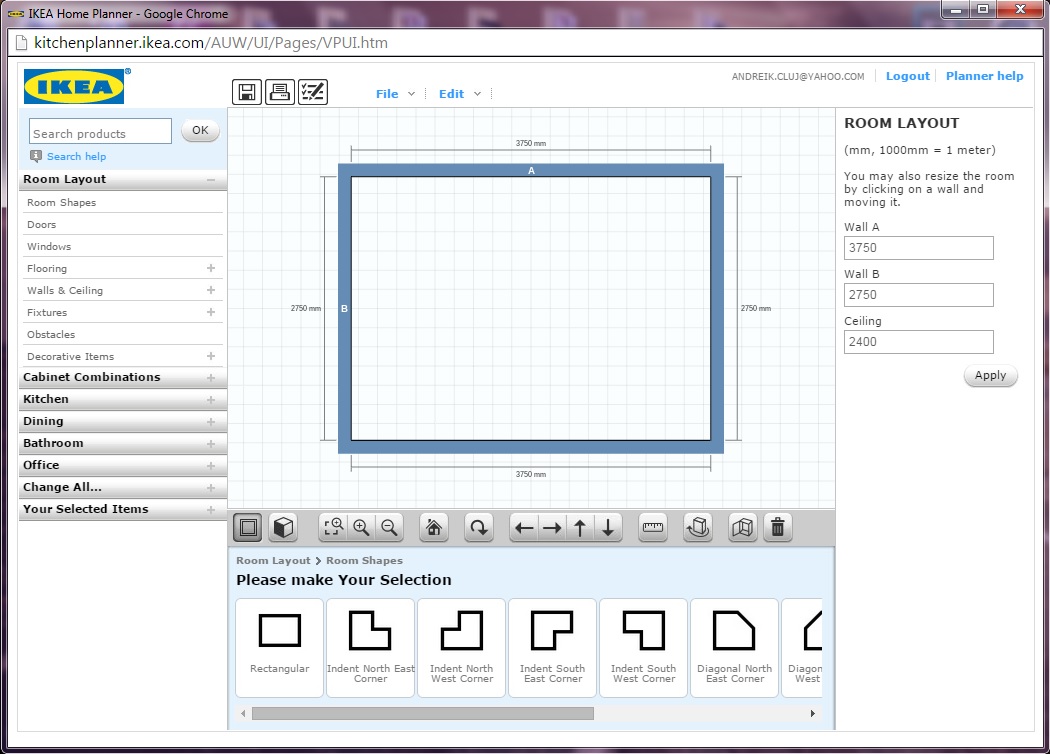 IKEA Home Planner - Google Chrome
kitchenplanner.ikea.com/AUW/UI/Pages/VPUI.htm
IKEA
®
File
Edit
ANDREIK.CLUJ@YAHOO.COM
Logout
Planner help
Search products
OK
Search help
Room Layout
Room Shapes
Doors
Windows
Flooring
Walls & Ceiling
Fixtures
Obstacles
Decorative Items
Cabinet Combinations
Kitchen
Dining
Bathroom
Office
Change All...
Your Selected Items
3750 mm
A
2750 mm
B
2750 mm
3750 mm
ROOM LAYOUT
(mm, 1000mm = 1 meter)
You may also resize the room
by clicking on a wall and
moving it.
Wall A
3750
Wall B
2750
Ceiling
2400
Apply
Room Layout > Room Shapes
Please make Your Selection
Rectangular
Indent North East
Corner
Indent North
West Corner
Indent South
East Corner
Indent South
West Corner
Diagonal North
East Corner
Diagon
West